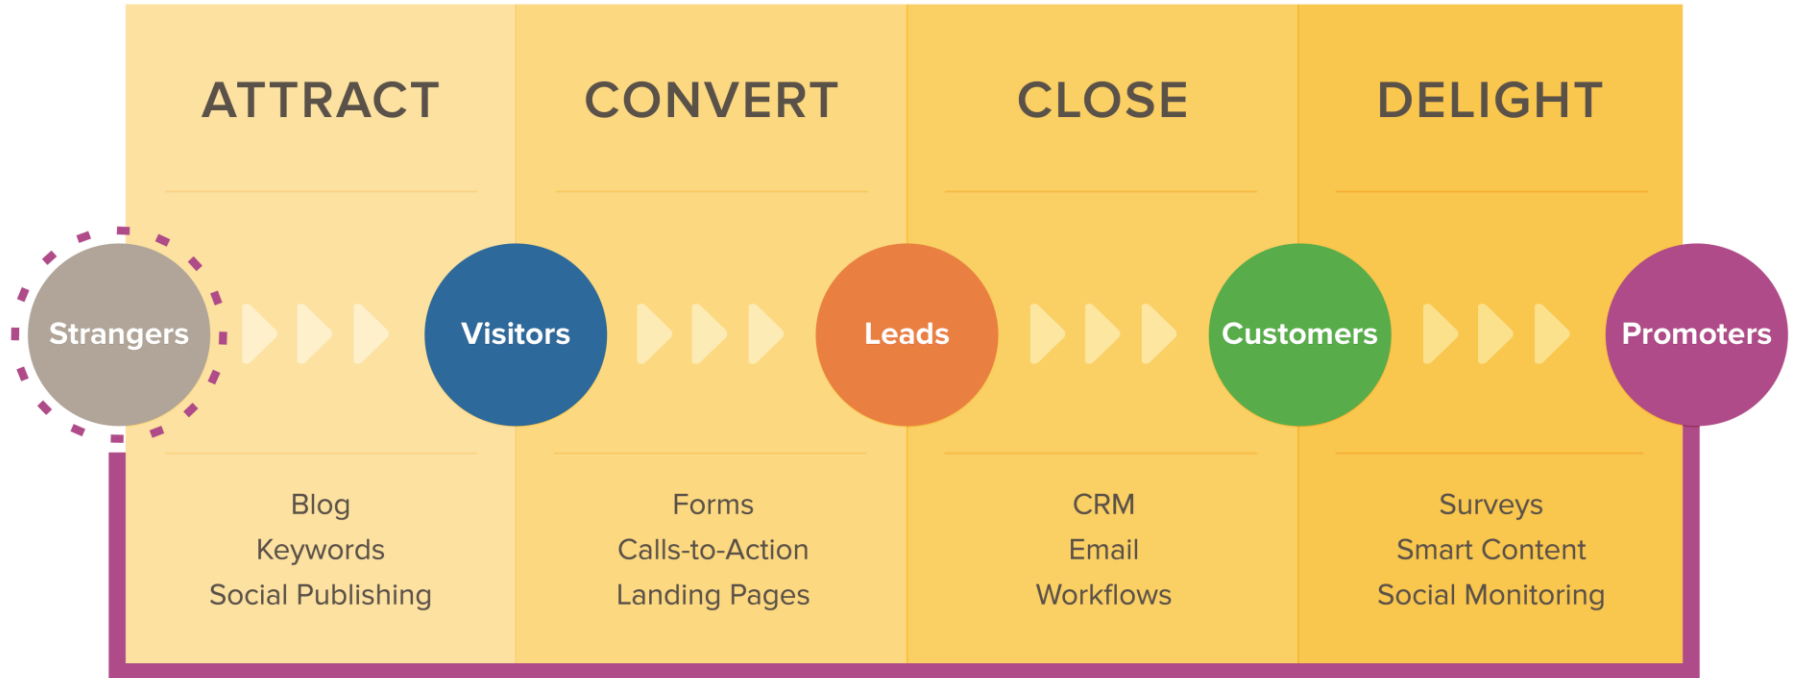 ATTRACT
CONVERT
CLOSE
DELIGHT
Strangers
Visitors
Leads
Customers
Promoters
Blog
Keywords
Social Publishing
Forms
Calls-to-Action
Landing Pages
CRM
Email
Workflows
Surveys
Smart Content
Social Monitoring